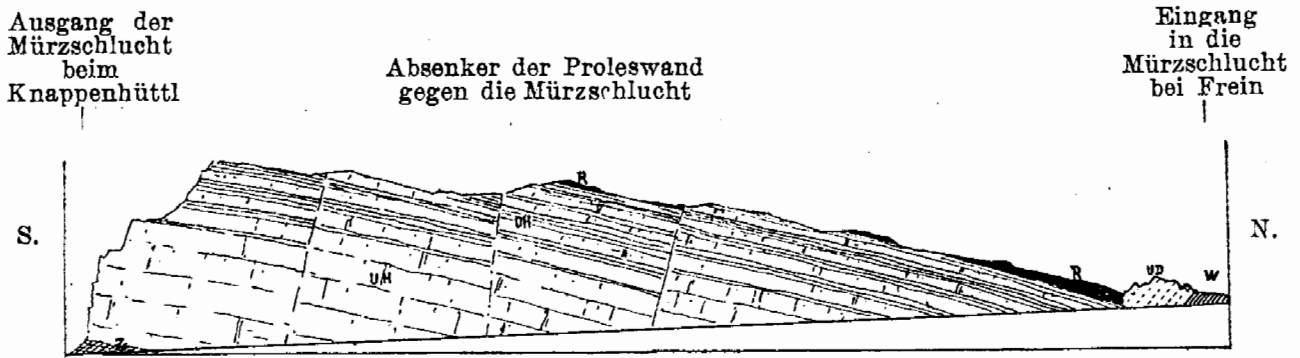 Ausgang der
Mürzschlucht
beim
Knappenhüttl
Absenker der Proleswand
gegen die Mürzschlucht
Eingang
in die
Mürzschlucht
bei Frein
S.
N.
R
OH
UH
R
UD
W